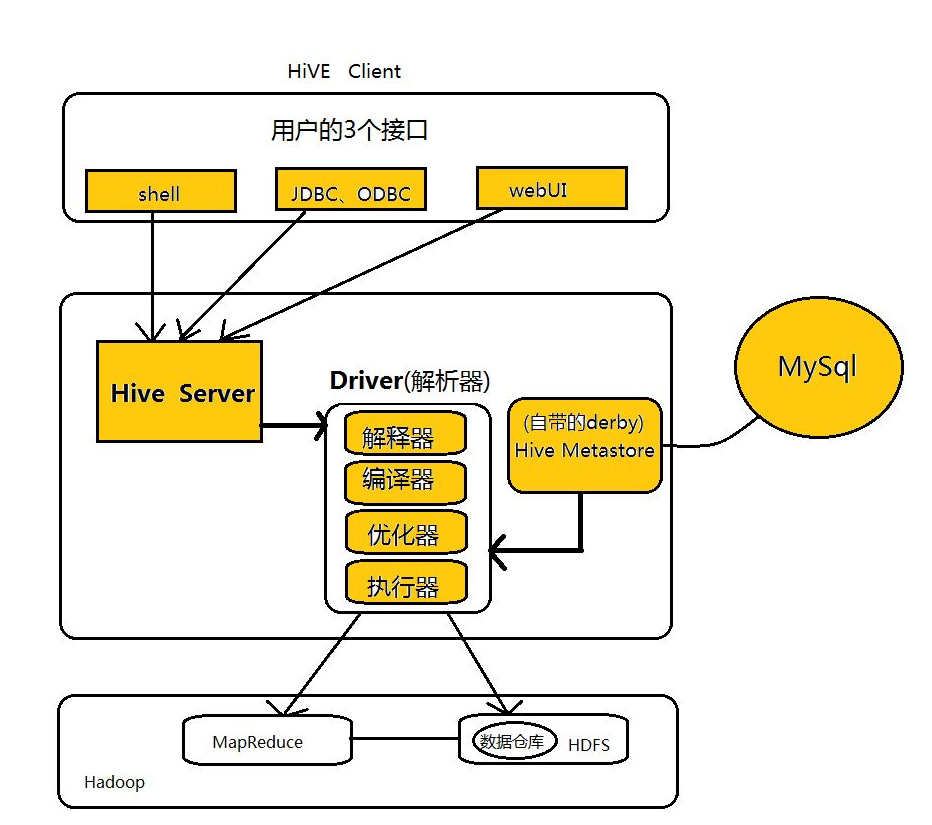 HiVE Client
用户的3个接口
shell
JDBC、ODBC
webUI
Hive Server
Driver(解析器)
解释器
编译器
优化器
执行器
(自带的derby)
Hive Metastore
MySql
MapReduce
数据仓库
HDFS
Hadoop